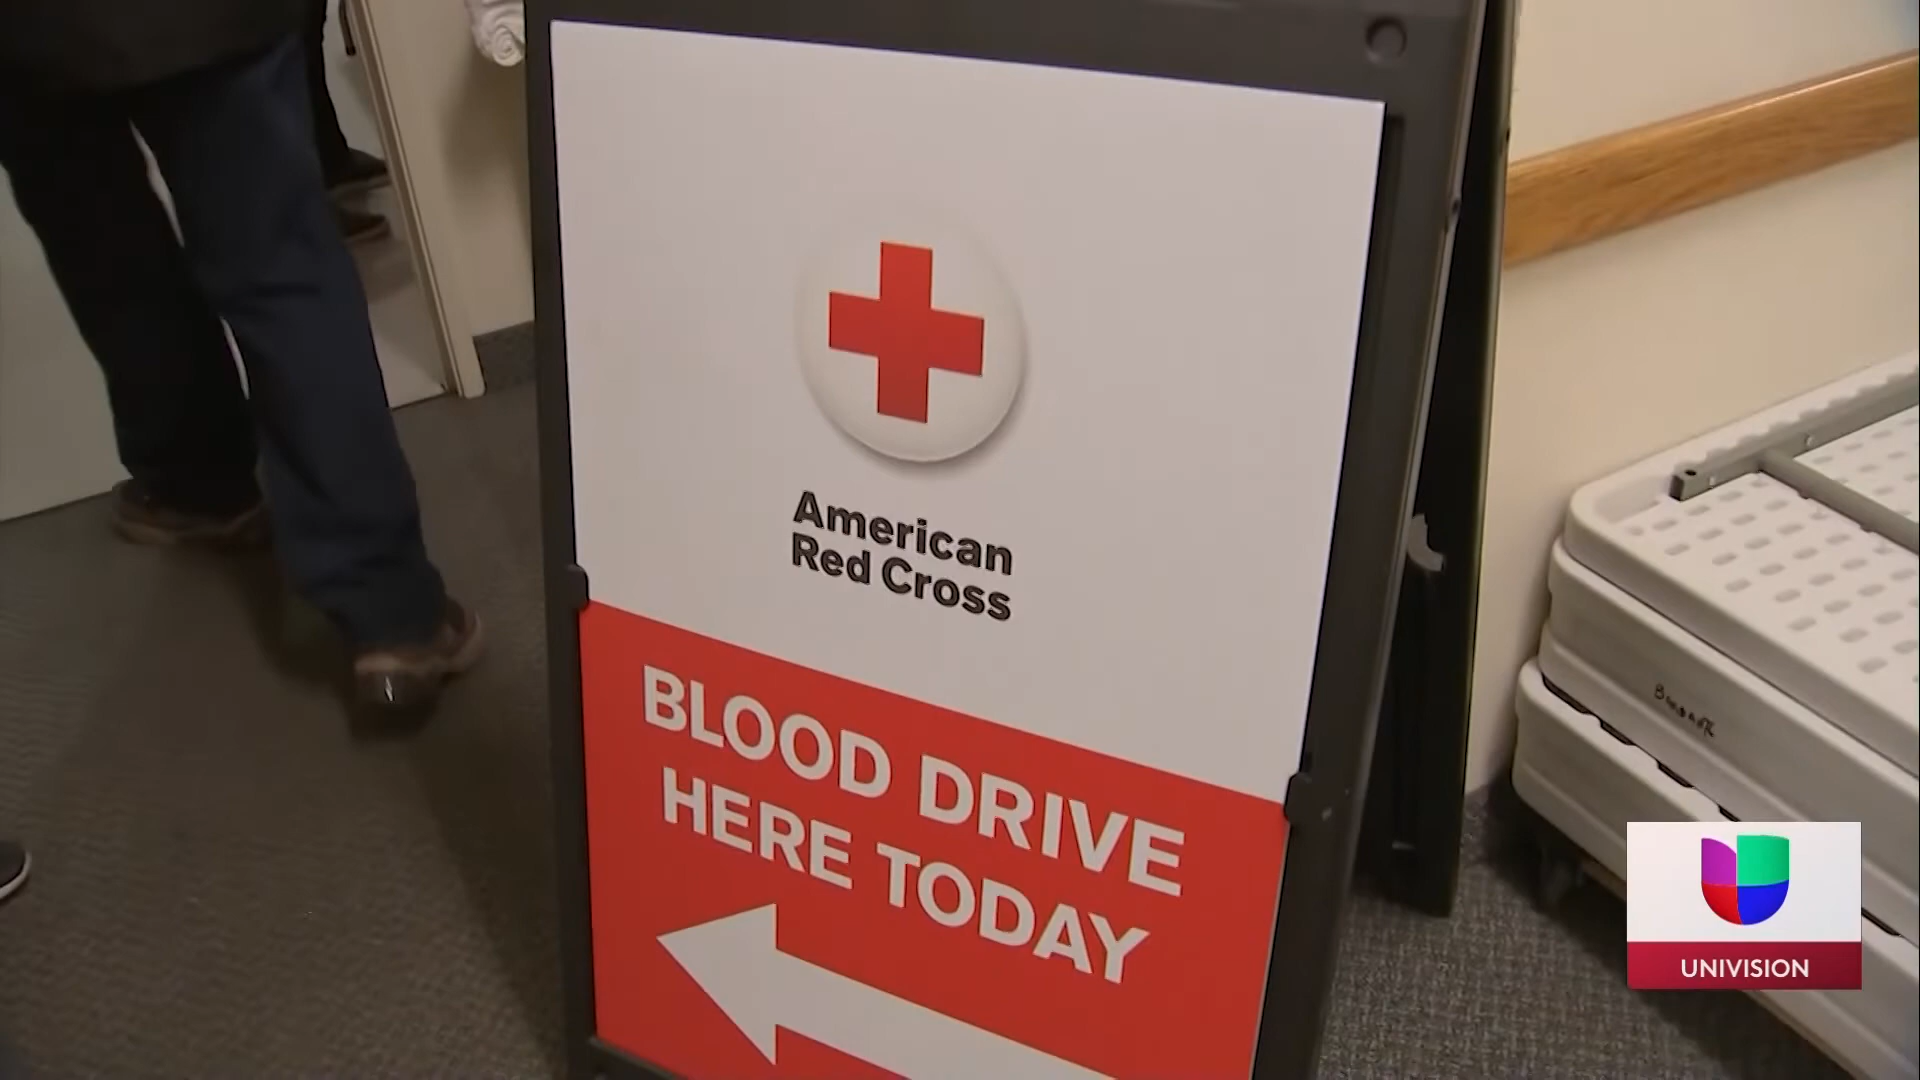 American
Red Cross
BLOOD DRIVE
HERE TODAY
UNIVISION